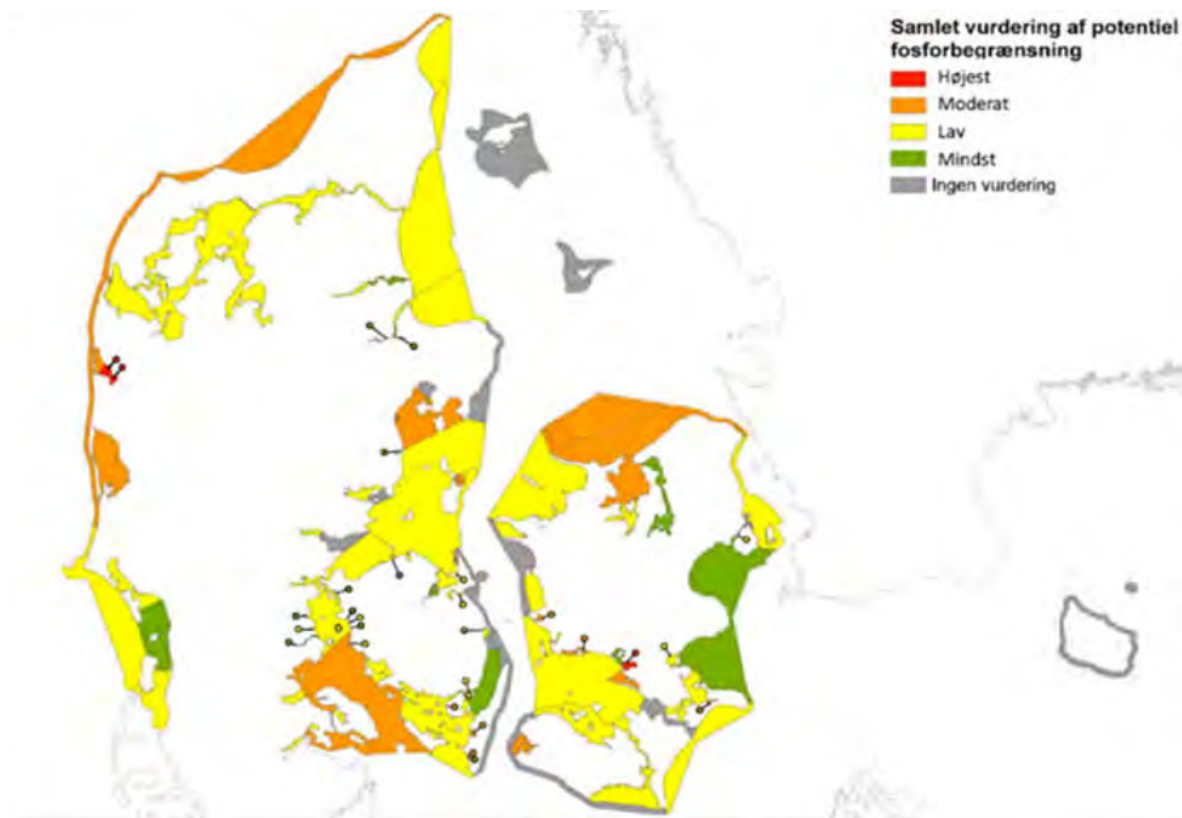 Samlet vurdering af potentiel
fosforbegrænsning
Højest
Moderat
Lav
Mindst
Ingen vurdering